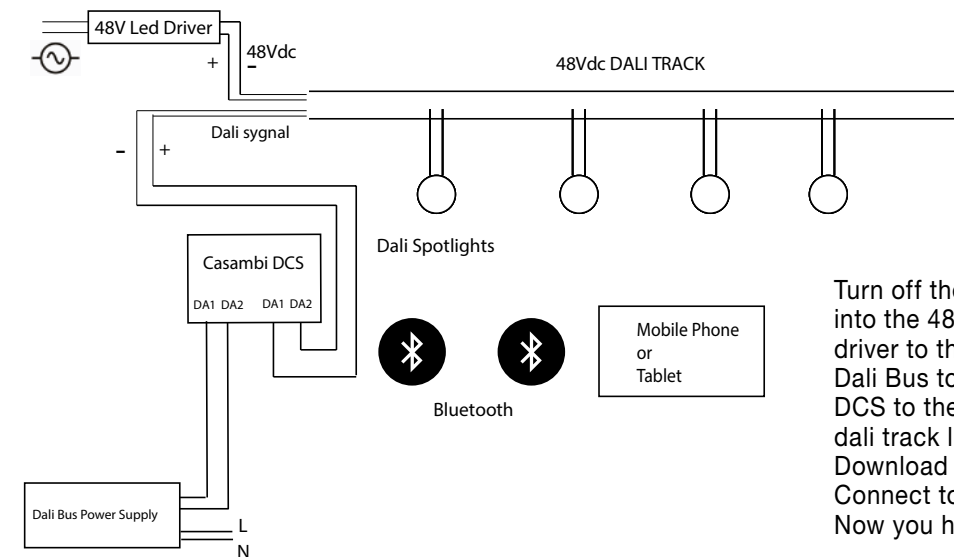 48V Led Driver
+
48Vdc
–
48Vdc DALI TRACK
Dali sygnal
–
+
Dali Spotlights
Casambi DCS
DA1 DA2 DA1 DA2
Mobile Phone
or
Tablet
Bluetooth
Dali Bus Power Supply
L
N
Turn off the
into the 48
driver to th
Dali Bus to
DCS to the
dali track l
Download
Connect to
Now you h